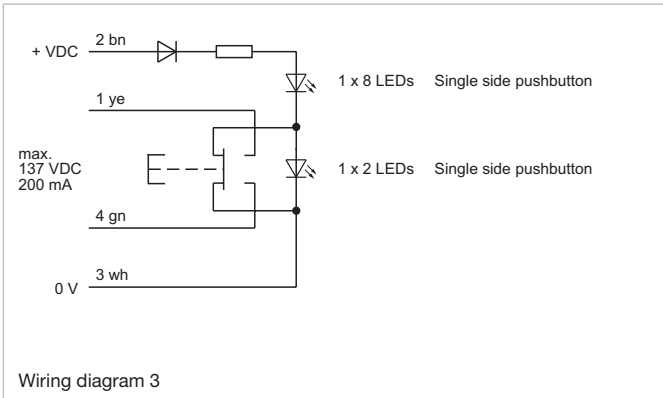 2 bn
+ VDC
1 x 8 LEDs Single side pushbutton
1 ye
max.
137 VDC
200 mA
1 x 2 LEDs Single side pushbutton
4 gn
3 wh
0 V
Wiring diagram 3